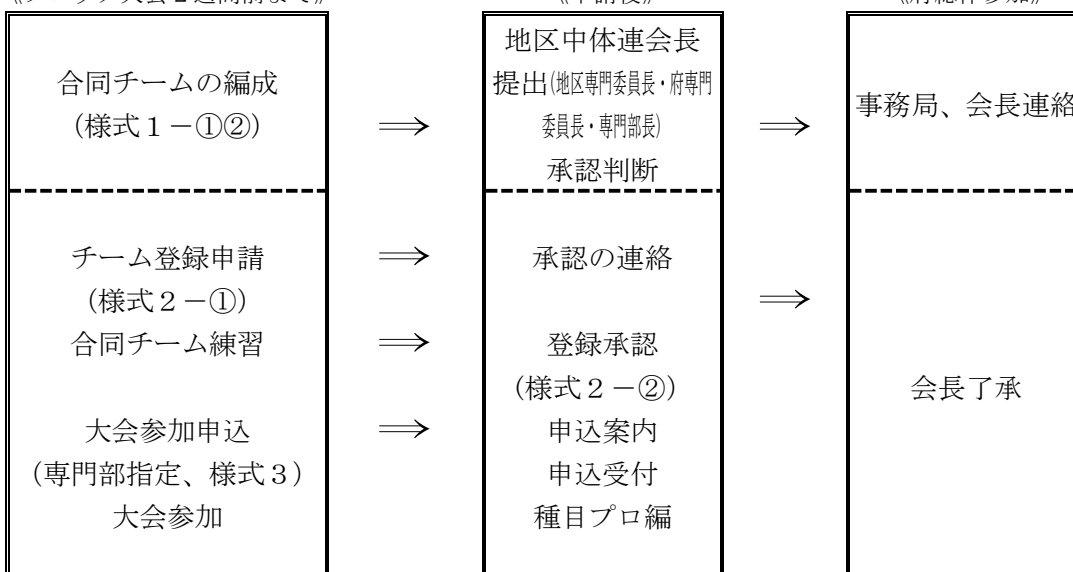 合同チームの編成
(様式１－①②)
⇒
地区中体連会長
提出(地区専門委員長・府専門
委員長・専門部長)
承認判断
⇒
事務局、会長連絡
チーム登録申請
(様式２－①)
合同チーム練習
大会参加申込
(専門部指定、様式３)
大会参加
⇒
⇒
⇒
承認の連絡
登録承認
(様式２－②)
申込案内
申込受付
種目プロ編
⇒
会長了承